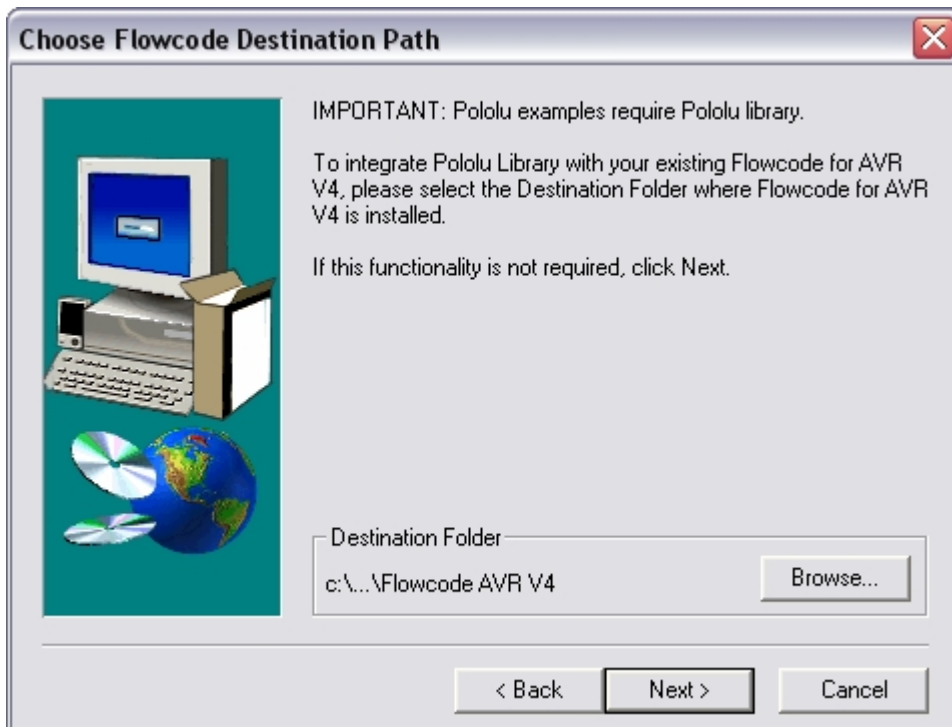 Choose Flowcode Destination Path
IMPORTANT: Pololu examples require Pololu library.
To integrate Pololu Library with your existing Flowcode for AVR
V4, please select the Destination Folder where Flowcode for AVR
V4 is installed.
If this functionality is not required, click Next.
Destination Folder
c:\...\Flowcode AVR V4
Browse...
< Back
Next >
Cancel